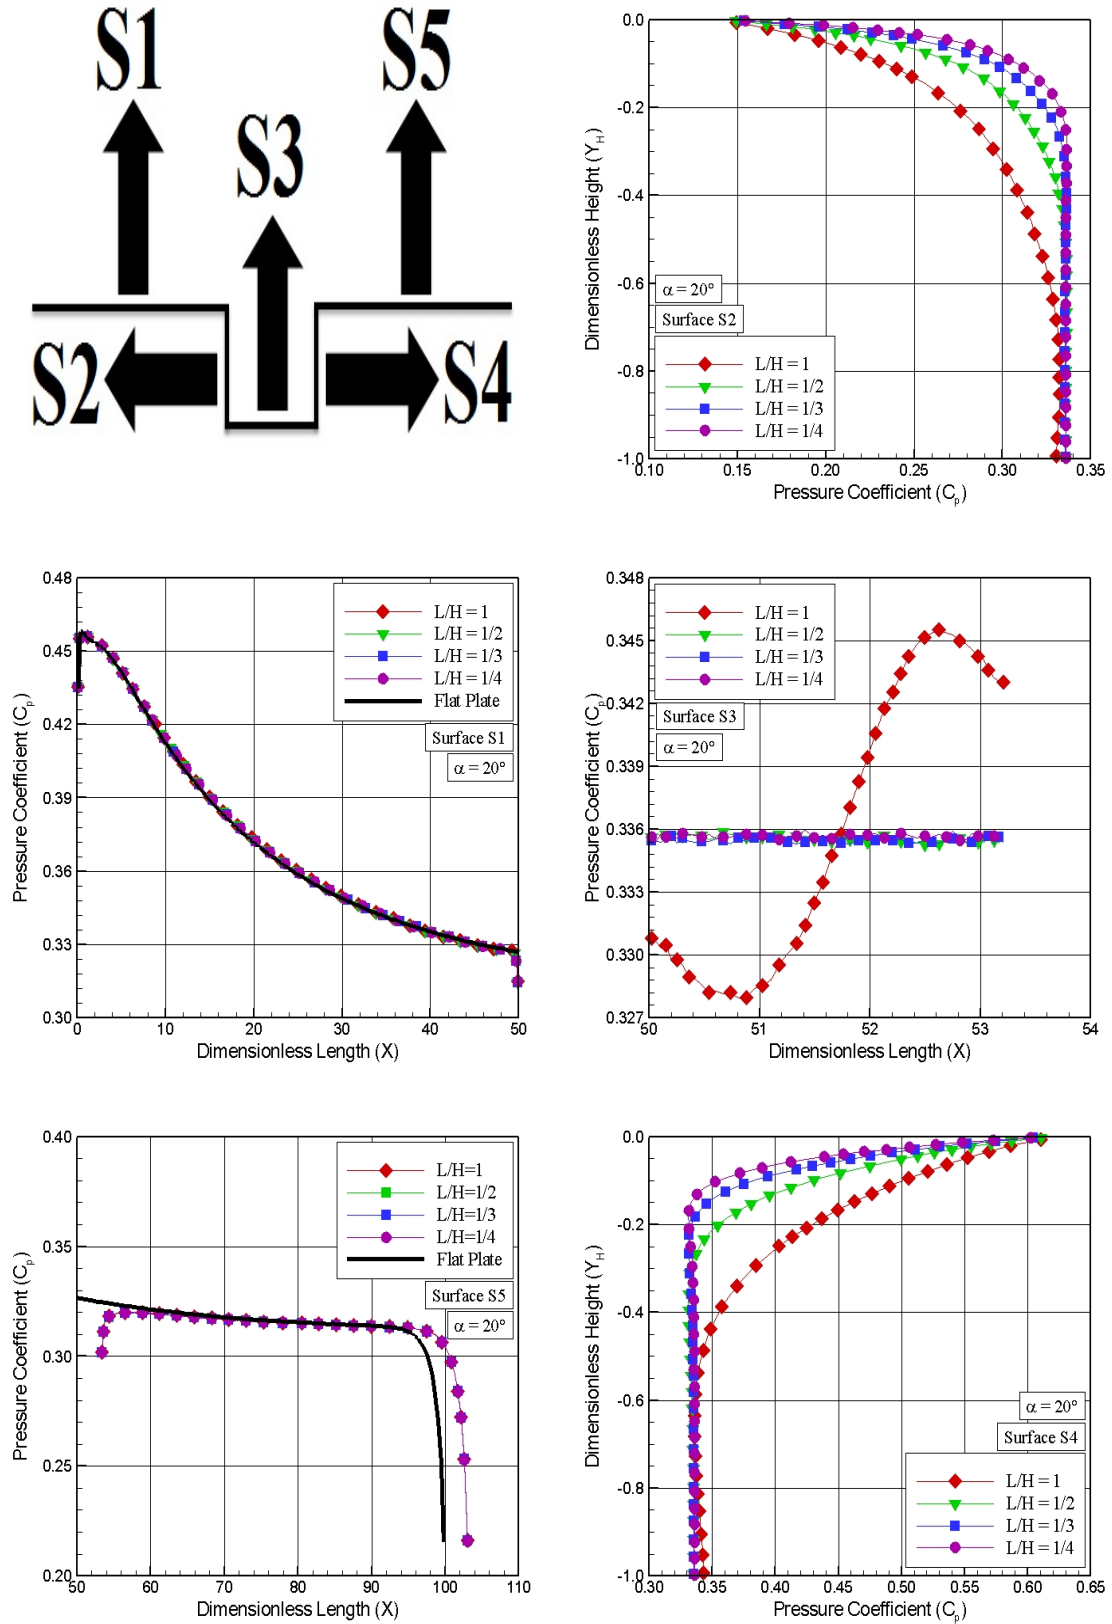 S1
S5
S3
S2
S4
0.0
-0.2
-0.4
-0.6
-0.8
-1.0
Dimensionless Height (Y_H)
α = 20°
Surface S2
L/H = 1
L/H = 1/2
L/H = 1/3
L/H = 1/4
0.10 0.15 0.20 0.25 0.30 0.35
Pressure Coefficient (C_p)
0.48
0.45
0.42
0.39
0.36
0.33
0.30
Pressure Coefficient (C_p)
L/H = 1
L/H = 1/2
L/H = 1/3
L/H = 1/4
Flat Plate
Surface S1
α = 20°
0 10 20 30 40 50
Dimensionless Length (X)
0.348
0.345
0.342
0.339
0.336
0.333
0.330
0.327
Pressure Coefficient (C_p)
L/H = 1
L/H = 1/2
L/H = 1/3
L/H = 1/4
Surface S3
α = 20°
50 51 52 53 54
Dimensionless Length (X)
0.40
0.35
0.30
0.25
0.20
Pressure Coefficient (C_p)
L/H=1
L/H=1/2
L/H=1/3
L/H=1/4
Flat Plate
Surface S5
α = 20°
50 60 70 80 90 100 110
Dimensionless Length (X)
0.0
-0.2
-0.4
-0.6
-0.8
-1.0
Dimensionless Height (Y_H)
α = 20°
Surface S4
L/H = 1
L/H = 1/2
L/H = 1/3
L/H = 1/4
0.30 0.35 0.40 0.45 0.50 0.55 0.60 0.65
Pressure Coefficient (C_p)